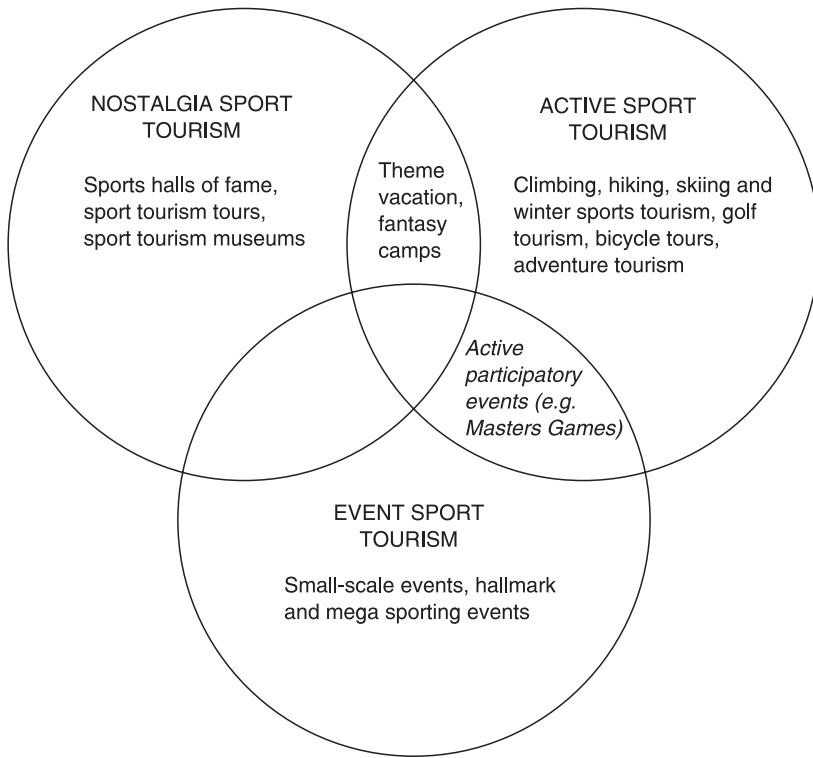 NOSTALGIA SPORT
TOURISM
Sports halls of fame,
sport tourism tours,
sport tourism museums
Theme
vacation,
fantasy
camps
ACTIVE SPORT
TOURISM
Climbing, hiking, skiing and
winter sports tourism, golf
tourism, bicycle tours,
adventure tourism
Active
participatory
events (e.g.
Masters Games)
EVENT SPORT
TOURISM
Small-scale events, hallmark
and mega sporting events